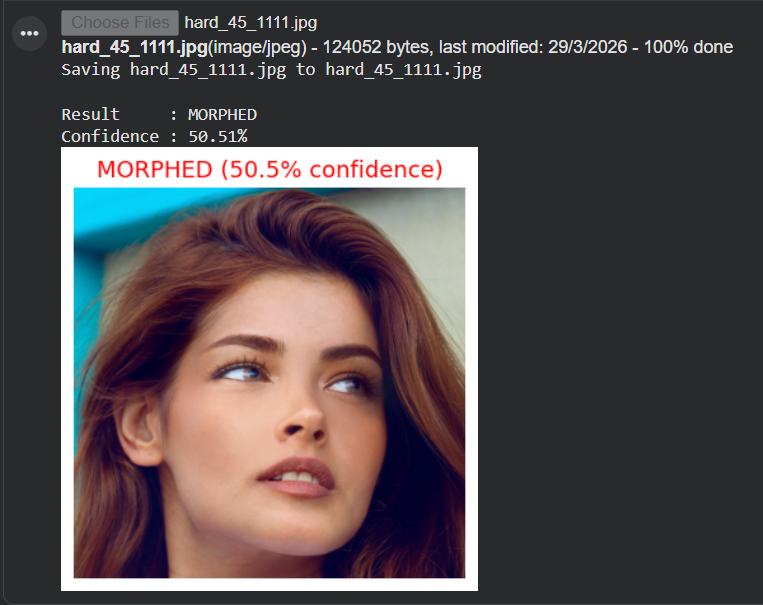 Choose Files hard_45_1111.jpg
hard_45_1111.jpg(image/jpeg) - 124052 bytes, last modified: 29/3/2026 - 100% done
Saving hard_45_1111.jpg to hard_45_1111.jpg
Result     : MORPHED
Confidence : 50.51%
MORPHED (50.5% confidence)